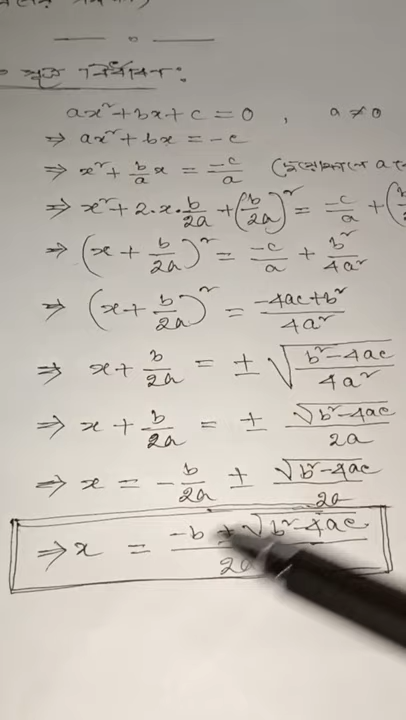 সূত্র নির্ধারণ:
ax² + bx + c = 0 , a ≠ 0
⇒ ax² + bx = -c
⇒ x² + b/a x = -c/a
⇒ x² + 2.x.b/2a + (b/2a)² = -c/a +
⇒ (x + b/2a)² = -c/a + b²/4a²
⇒ (x + b/2a)² = -4ac+b²/4a²
⇒ x + b/2a = ± √(b²-4ac/4a²)
⇒ x + b/2a = ± √(b²-4ac)/2a
⇒ x = -b/2a ± √(b²-4ac)/2a
⇒ x = -b ± √(b²-4ac)/2a